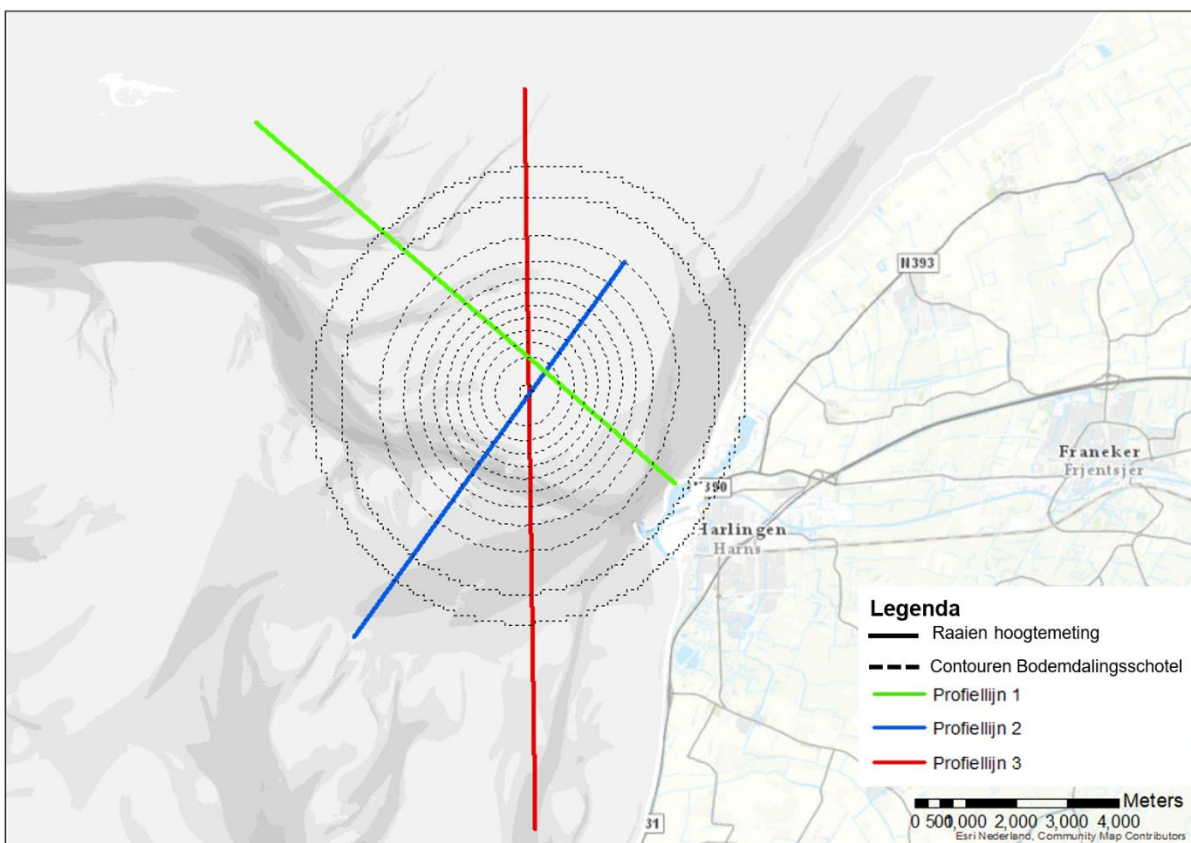 N393
Franeker
Frjentsjer
Harlingen
Harns
Legenda
Raaien hoogtemeting
Contouren Bodemdalingsschotel
Profiellijn 1
Profiellijn 2
Profiellijn 3
Meters
0 500 1,000 2,000 3,000 4,000
31
Esri Nederland, Community Map Contributors